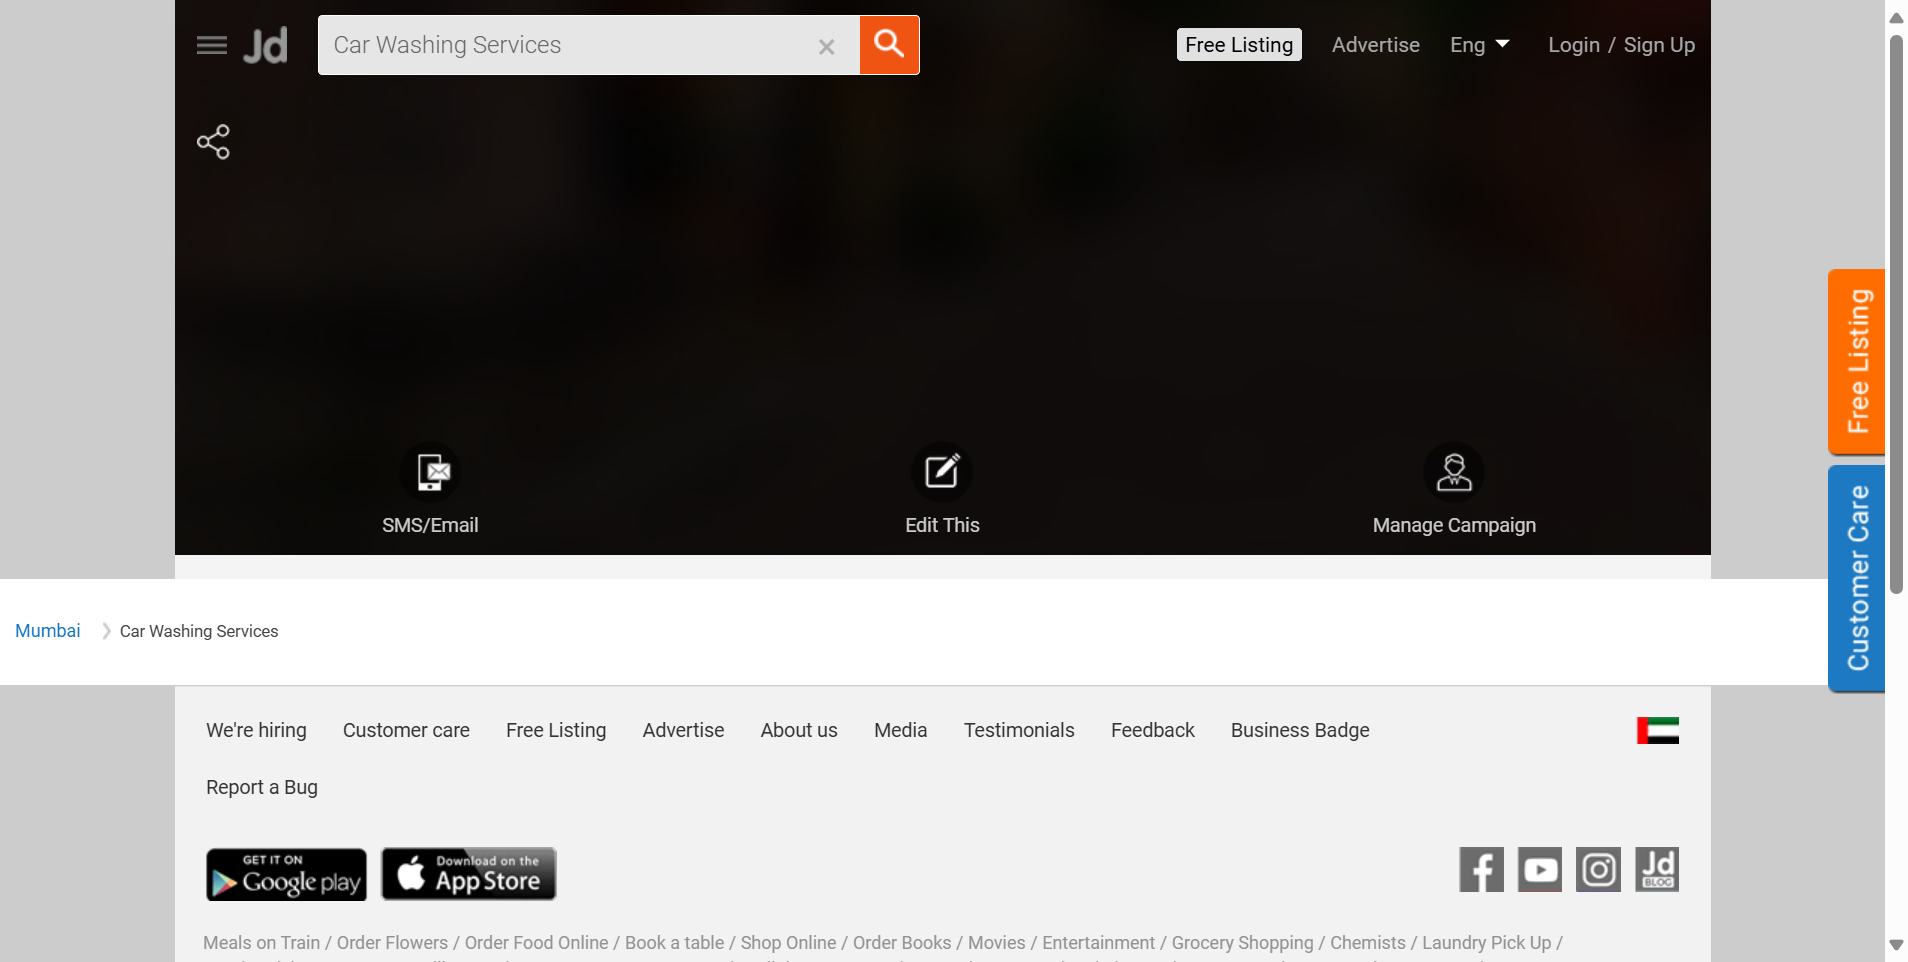 Jd
Car Washing Services
Free Listing
Advertise
Eng
Login / Sign Up
SMS/Email
Edit This
Manage Campaign
Free Listing
Customer Care
Mumbai
Car Washing Services
We're hiring
Customer care
Free Listing
Advertise
About us
Media
Testimonials
Feedback
Business Badge
Report a Bug
GET IT ON
Google play
Download on the
App Store
Jd
BLOG
Meals on Train / Order Flowers / Order Food Online / Book a table / Shop Online / Order Books / Movies / Entertainment / Grocery Shopping / Chemists / Laundry Pick Up /